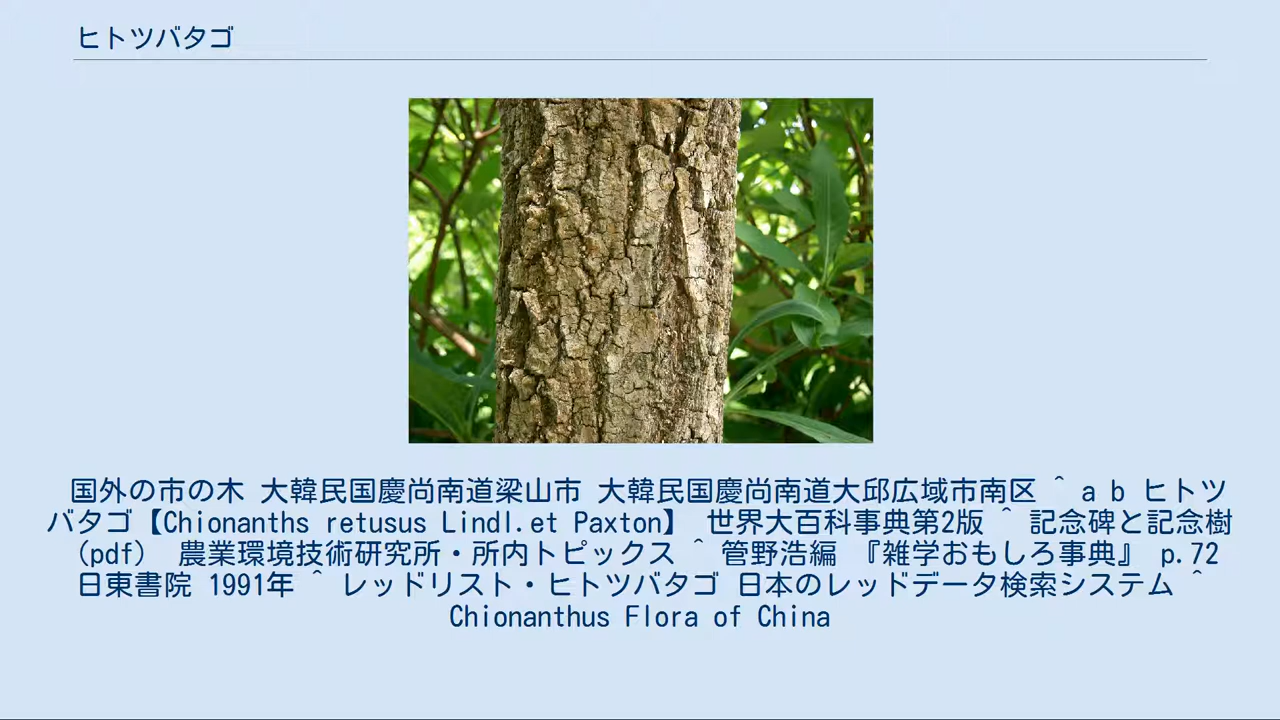 ヒトツバタゴ
国外の市の木 大韓民国慶尚南道梁山市 大韓民国慶尚南道大邱広域市南区 ^ a b ヒトツ
バタゴ【Chionanths retusus Lindl.et Paxton】 世界大百科事典第2版 ^ 記念碑と記念樹
（pdf） 農業環境技術研究所・所内トピックス ^ 管野浩編 『雑学おもしろ事典』 p.72
日東書院 1991年 ^ レッドリスト・ヒトツバタゴ 日本のレッドデータ検索システム ^
Chionanthus Flora of China